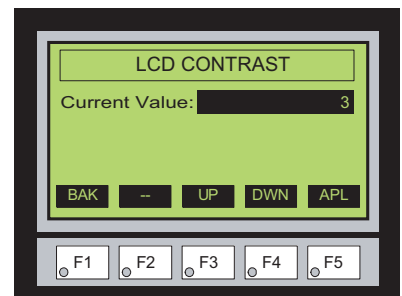 LCD CONTRAST
Current Value: 3
BAK -- UP DWN APL
F1 F2 F3 F4 F5